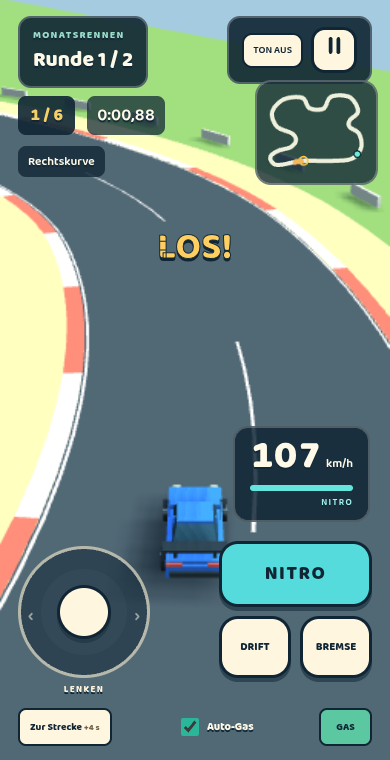 MONATSRENNEN
Runde 1 / 2
TON AUS
1 / 6
0:00,88
Rechtskurve
LOS!
107 km/h
NITRO
NITRO
DRIFT
BREMSE
LENKEN
Zur Strecke +4 s
Auto-Gas
GAS